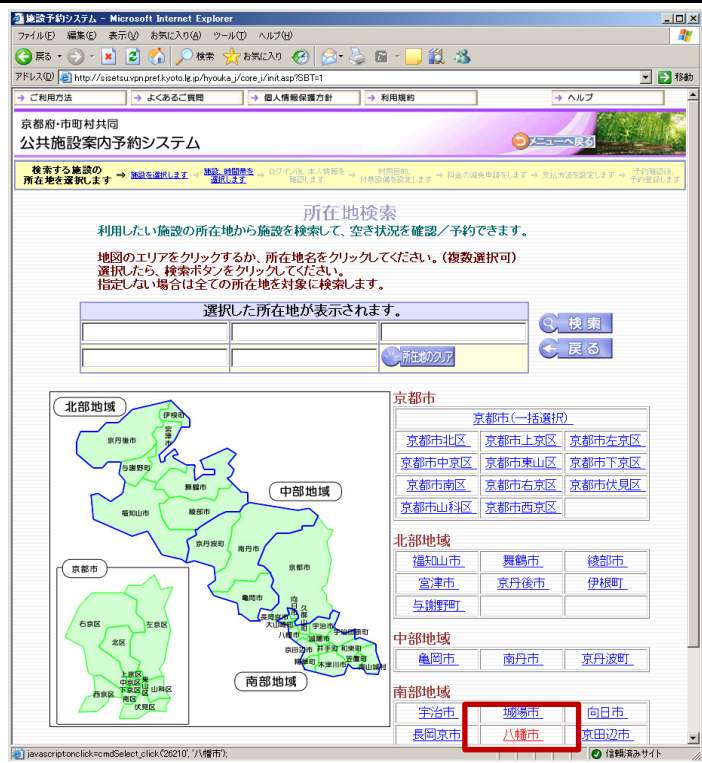 施設予約システム - Microsoft Internet Explorer
ファイル(F) 編集(E) 表示(V) お気に入り(A) ツール(T) ヘルプ(H)
戻る 検索 お気に入り
アドレス(D) http://sisetsu.vpn.pref.kyoto.lg.jp/hyouka_i/core_i/init.asp?SBT=1 移動
→ ご利用方法 → よくあるご質問 → 個人情報保護方針 → 利用規約 → ヘルプ
京都府・市町村共同
公共施設案内予約システム
メニューへ戻る
検索する施設の
所在地を選択します → 施設を選択します → 施設、時間帯を
選択します → ログイン後、本人情報を
確認します → 利用目的、
付帯設備を設定します → 料金の減免申請をします → 支払方法を設定します → 予約確認後、
予約登録します
所在地検索
利用したい施設の所在地から施設を検索して、空き状況を確認／予約できます。
地図のエリアをクリックするか、所在地名をクリックしてください。(複数選択可)
選択したら、検索ボタンをクリックしてください。
指定しない場合は全ての所在地を対象に検索します。
選択した所在地が表示されます。
検索
所在地のクリア
戻る
北部地域
伊根町
京丹後市
宮津市
与謝野町
舞鶴市
中部地域
福知山市
綾部市
京丹波町
南丹市
京都市
亀岡市
向日市
久御山町
長岡京市
大山崎町
宇治市
宇治田原町
八幡市
城陽市
京田辺市
井手町
和束町
笠置町
精華町
木津川市
南山城村
南部地域
京都市
右京区
左京区
北区
上京区
中京区
東山区
下京区
山科区
西京区
南区
伏見区
京都市
京都市(一括選択)
京都市北区 京都市上京区 京都市左京区
京都市中京区 京都市東山区 京都市下京区
京都市南区 京都市右京区 京都市伏見区
京都市山科区 京都市西京区
北部地域
福知山市 舞鶴市 綾部市
宮津市 京丹後市 伊根町
与謝野町
中部地域
亀岡市 南丹市 京丹波町
南部地域
宇治市 城陽市 向日市
長岡京市 八幡市 京田辺市
javascriptonclick=cmdSelect_click('26210', '八幡市'); 信頼済みサイト